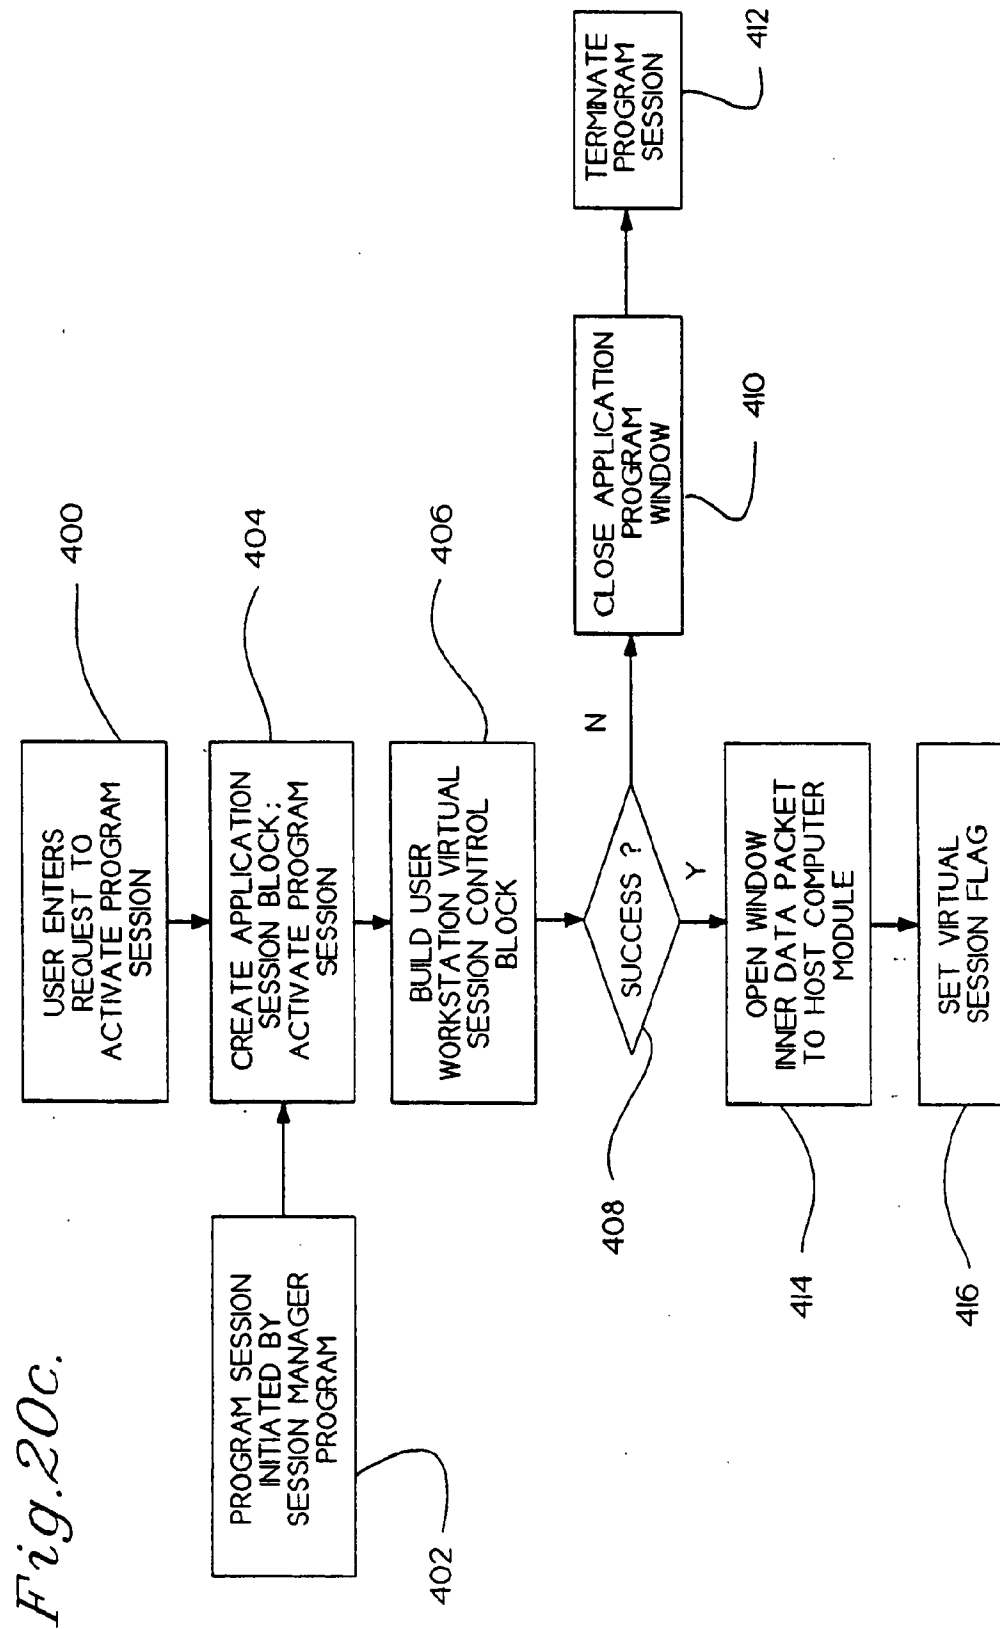 Fig.20c.
USER ENTERS
REQUEST TO
ACTIVATE PROGRAM
SESSION
400
PROGRAM SESSION
INITIATED BY
SESSION MANAGER
PROGRAM
402
CREATE APPLICATION
SESSION BLOCK;
ACTIVATE PROGRAM
SESSION
404
BUILD USER
WORKSTATION VIRTUAL
SESSION CONTROL
BLOCK
406
SUCCESS ?
408
N
Y
CLOSE APPLICATION
PROGRAM
WINDOW
410
TERMINATE
PROGRAM
SESSION
412
OPEN WINDOW
INNER DATA PACKET
TO HOST COMPUTER
MODULE
414
SET VIRTUAL
SESSION FLAG
416